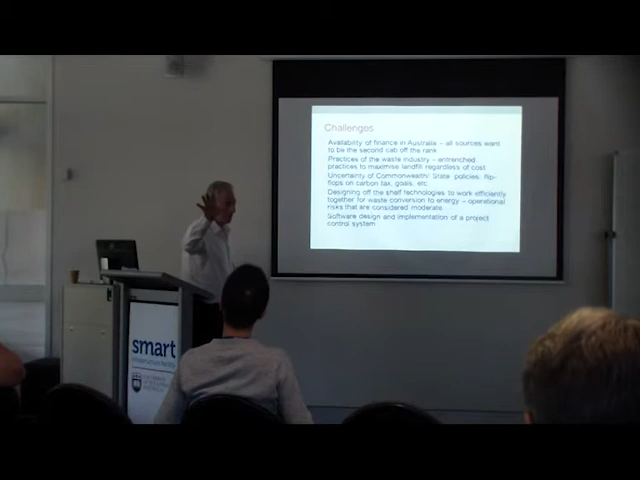 Challenges
Availability of finance in Australia – all sources want
to be the second cab off the rank
Practices of the waste industry – entrenched
practices to maximise landfill regardless of cost
Uncertainty of Commonwealth/ State policies, flip-
flops on carbon tax, goals, etc
Designing off the shelf technologies to work efficiently
together for waste conversion to energy – operational
risks that are considered moderate
Software design and implementation of a project
control system
smart
infrastructure facility